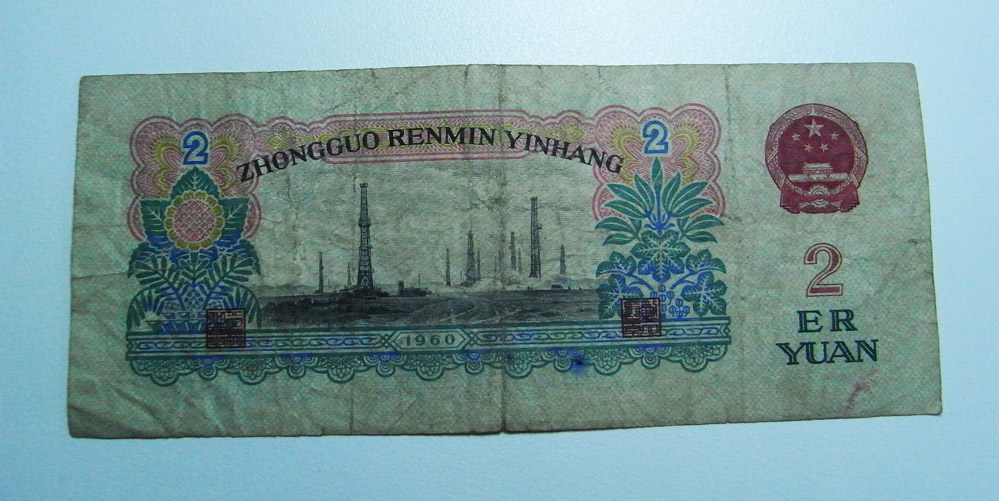 2
2
ZHONGGUO RENMIN YINHANG
1960
2
ER
YUAN